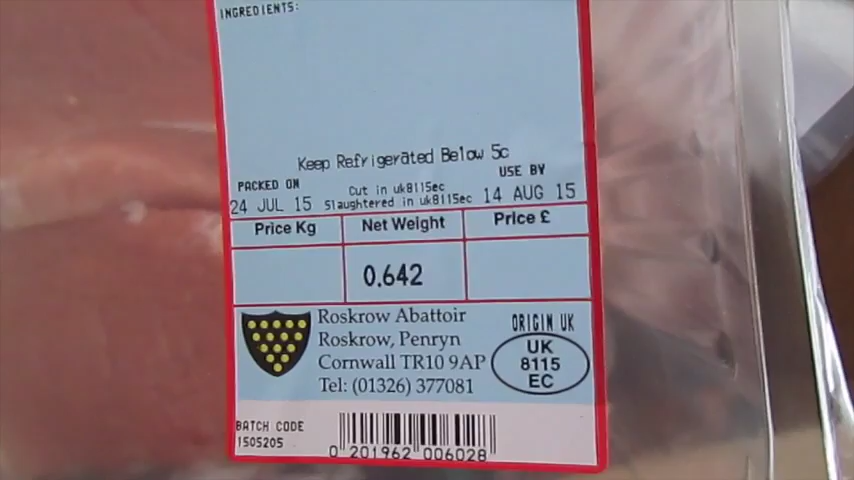 INGREDIENTS:
Keep Refrigerated Below 5c
PACKED ON
24 JUL 15
Cut in uk8115ec
Slaughtered in uk8115ec
USE BY
14 AUG 15
Price Kg
Net Weight
Price £
0.642
Roskrow Abattoir
Roskrow, Penryn
Cornwall TR10 9AP
Tel: (01326) 377081
ORIGIN UK
UK
8115
EC
BATCH CODE
1505205
0 201962 006028